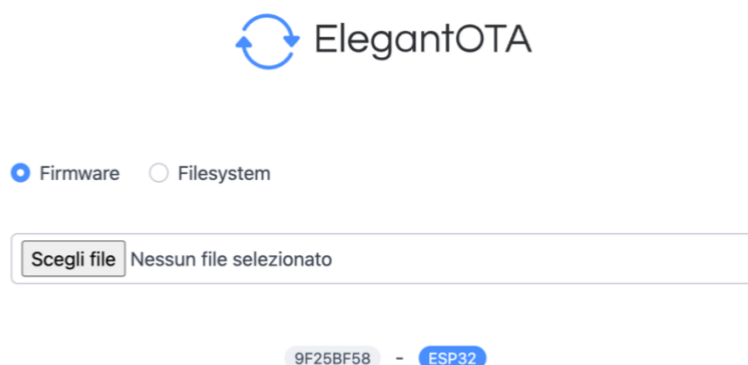 ElegantOTA
Firmware Filesystem
Scegli file Nessun file selezionato
9F25BF58 - ESP32